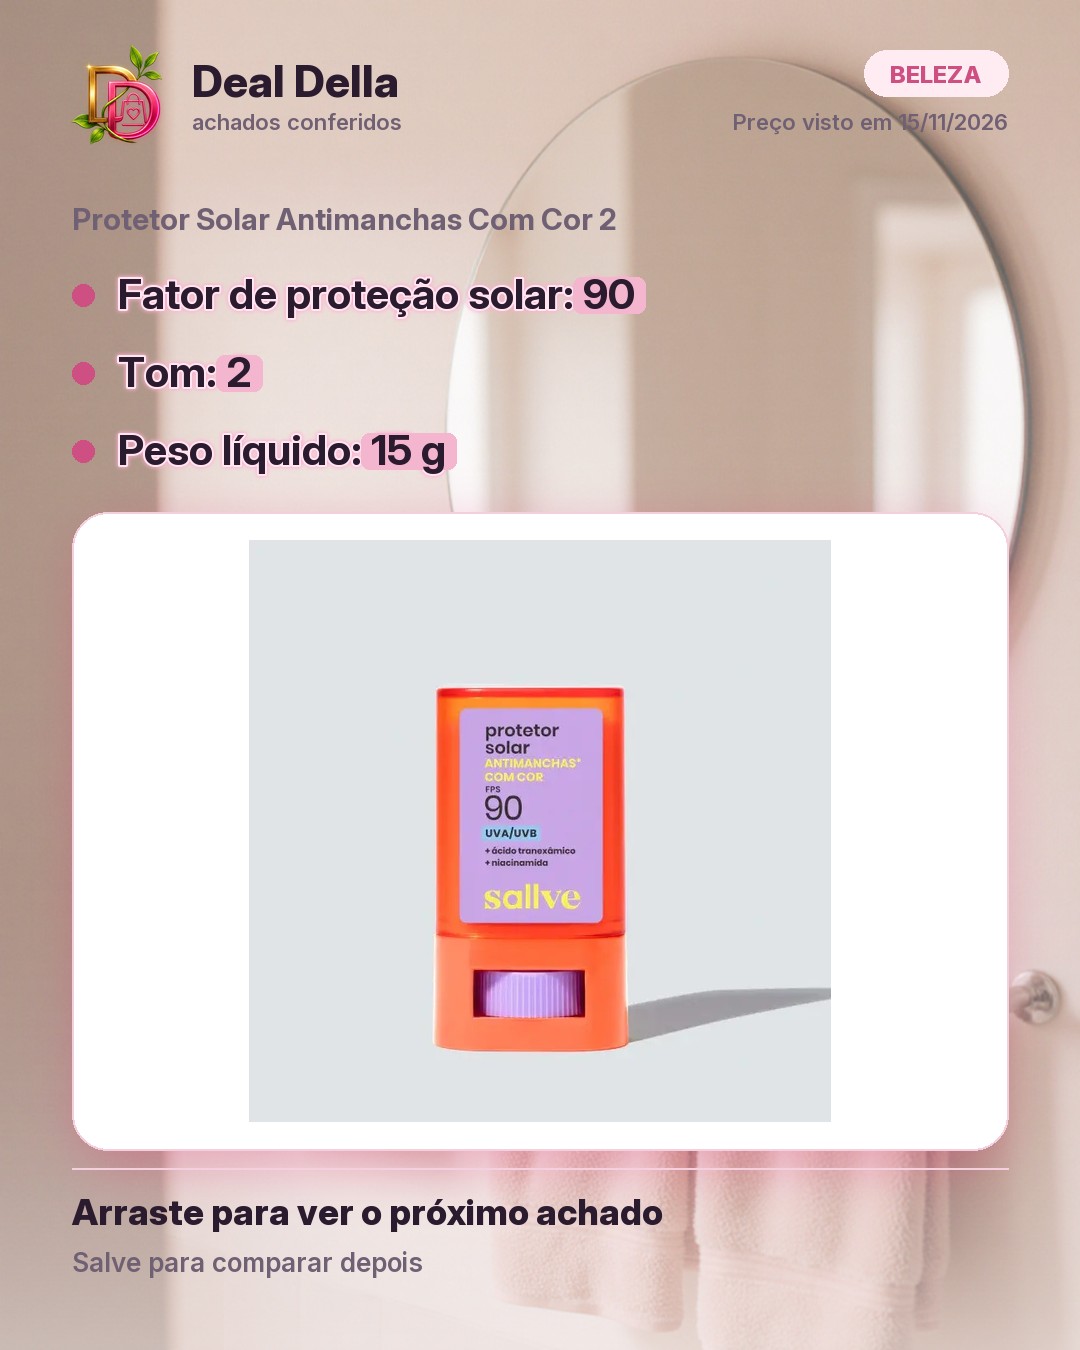 Deal Della
achados conferidos
BELEZA
Preço visto em 15/11/2026
Protetor Solar Antimanchas Com Cor 2
Fator de proteção solar: 90
Tom: 2
Peso líquido: 15 g
protetor
solar
ANTIMANCHAS*
COM COR
FPS
90
UVA/UVB
+ ácido tranexâmico
+ niacinamida
sallve
Arraste para ver o próximo achado
Salve para comparar depois